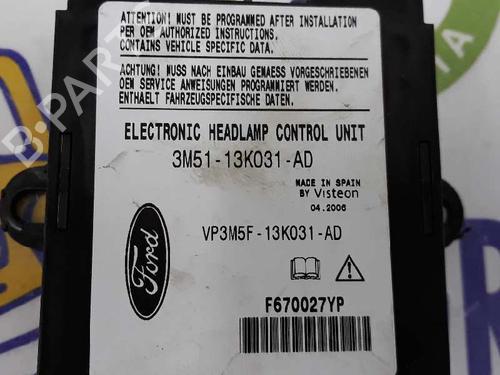 ATTENTION! MUST BE PROGRAMMED AFTER INSTALLATION
PER OEM AUTHORIZED INSTRUCTIONS.
CONTAINS VEHICLE SPECIFIC DATA.
ACHTUNG! MUSS NACH EINBAU GEMAESS VORGESCHRIEBENEN
OEM SERVICE ANWEISUNGEN PROGRAMMIERT WERDEN.
ENTHAELT FAHRZEUGSPEZIFISCHE DATEN.
B-PARTS
ELECTRONIC HEADLAMP CONTROL UNIT
3M51-13K031-AD
MADE IN SPAIN
BY Visteon
04.2006
Ford
VP3M5F-13K031-AD
F670027YP